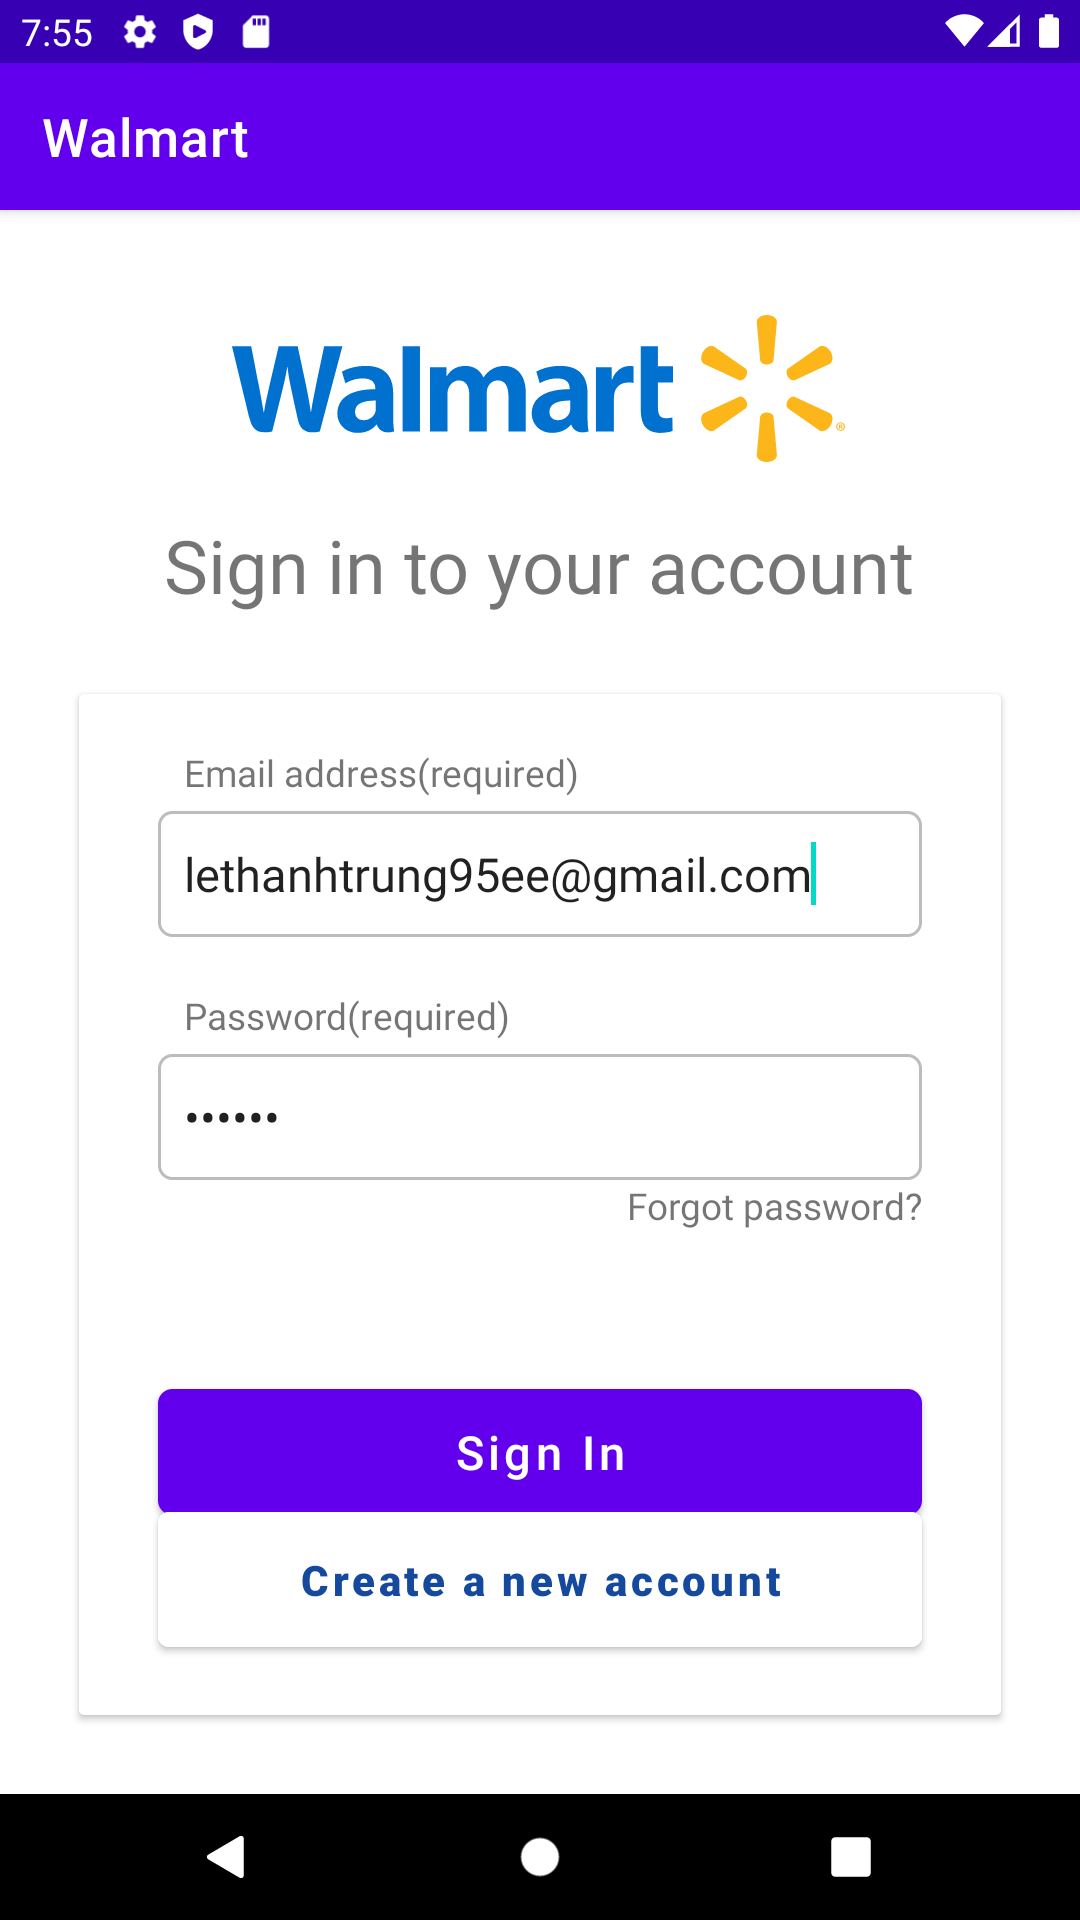 7:55
Walmart
Walmart
Sign in to your account
Email address(required)
lethanhtrung95ee@gmail.com
Password(required)
••••••
Forgot password?
Sign In
Create a new account